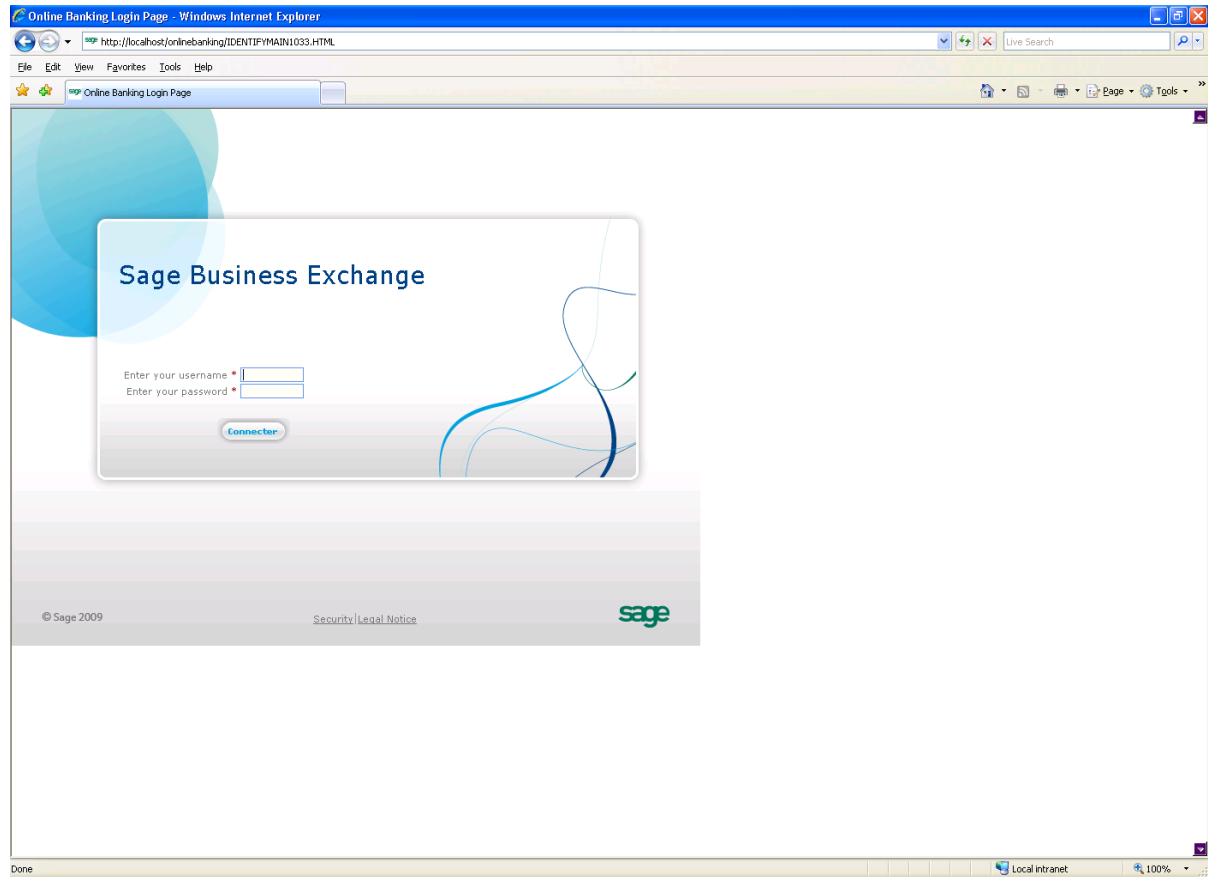 Online Banking Login Page - Windows Internet Explorer
http://localhost/onlinebanking/IDENTIFYMAIN1033.HTML
Live Search
File Edit View Favorites Tools Help
Online Banking Login Page
Page Tools
Sage Business Exchange
Enter your username *
Enter your password *
Connecter
© Sage 2009
Security|Legal Notice
sage
Done
Local intranet
100%